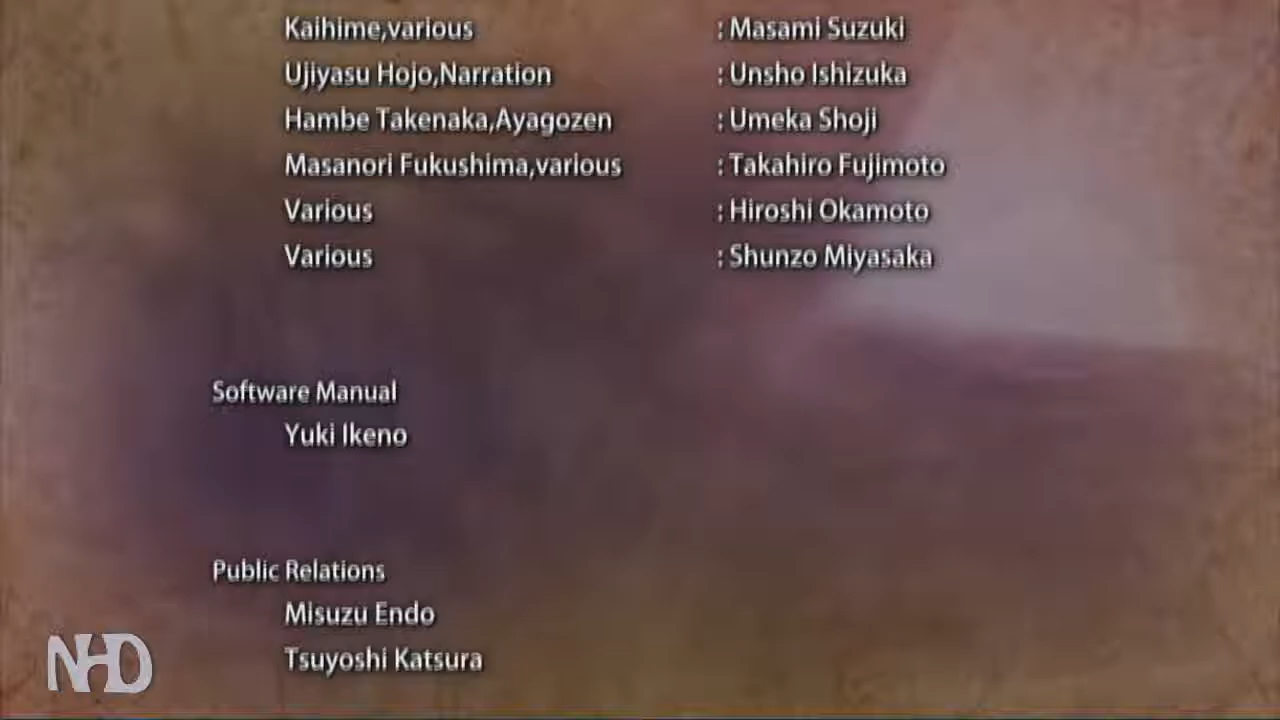 Kaihime,various : Masami Suzuki
Ujiyasu Hojo,Narration : Unsho Ishizuka
Hambe Takenaka,Ayagozen : Umeka Shoji
Masanori Fukushima,various : Takahiro Fujimoto
Various : Hiroshi Okamoto
Various : Shunzo Miyasaka
Software Manual
Yuki Ikeno
Public Relations
Misuzu Endo
Tsuyoshi Katsura
NHD